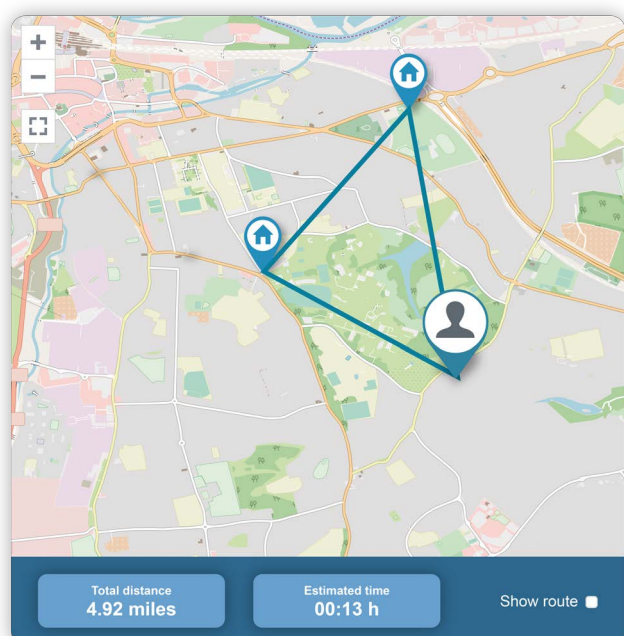 +
−
Total distance
4.92 miles
Estimated time
00:13 h
Show route